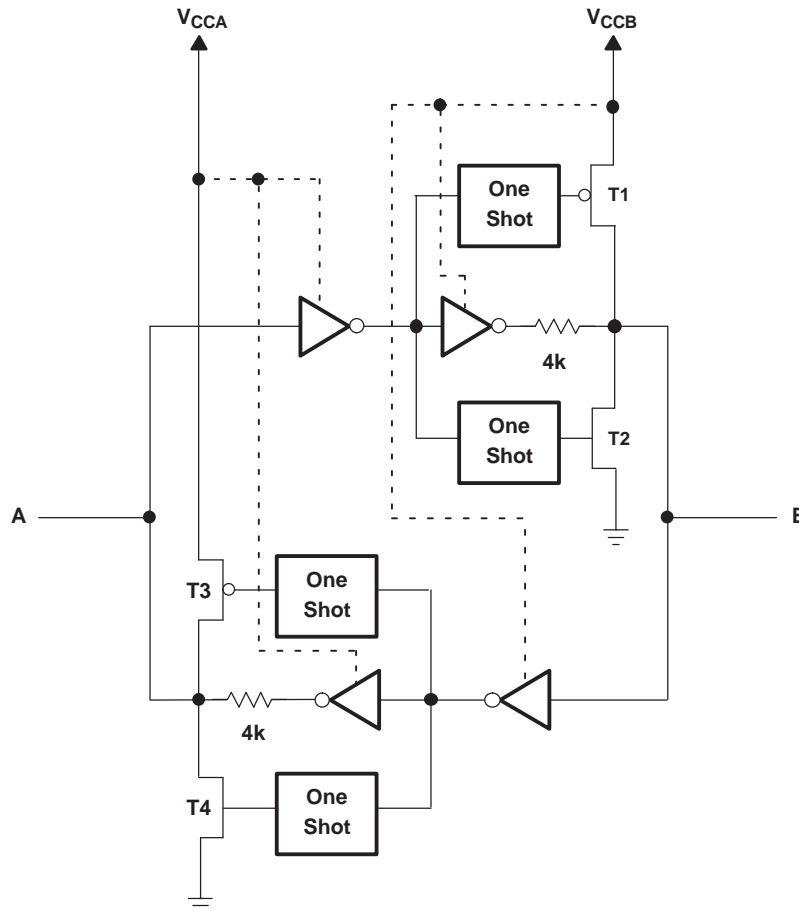 VCCA
VCCB
One
Shot
T1
4k
One
Shot
T2
A
B
T3
One
Shot
4k
T4
One
Shot